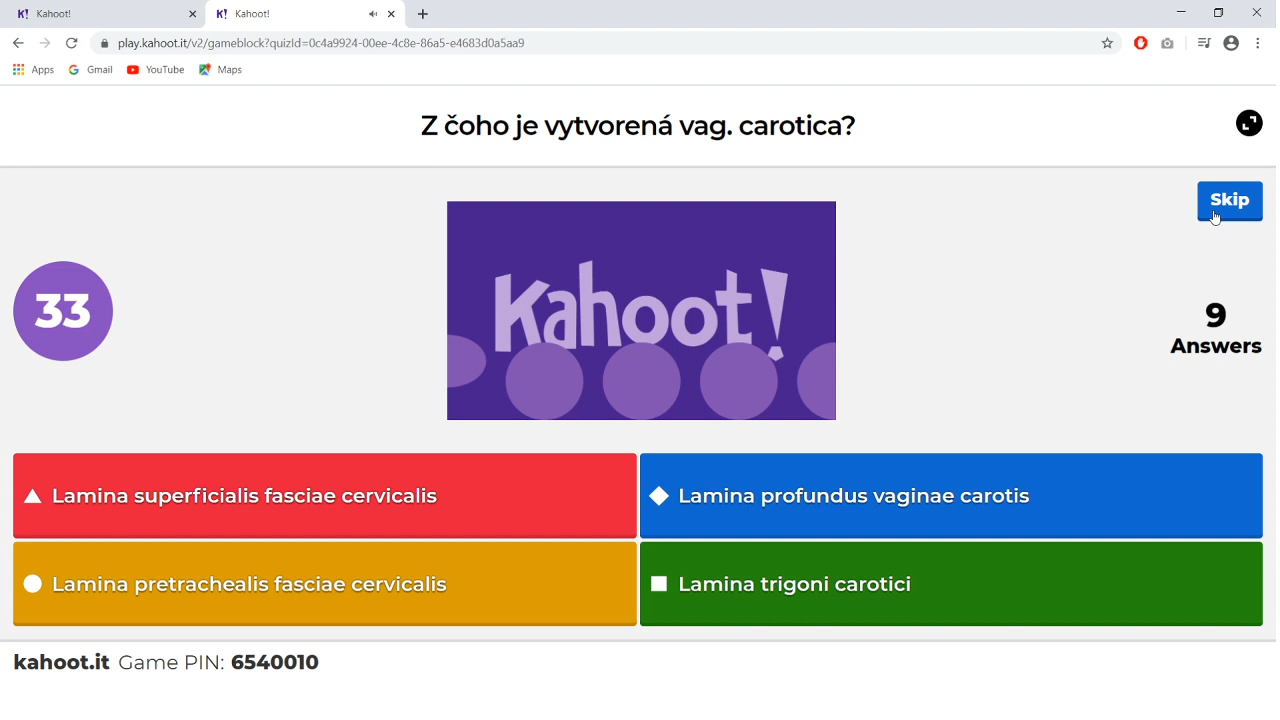 Kahoot!
Kahoot!
play.kahoot.it/v2/gameblock?quizId=0c4a9924-00ee-4c8e-86a5-e4683d0a5aa9
Apps Gmail YouTube Maps
Z čoho je vytvorená vag. carotica?
Skip
33
Kahoot!
9
Answers
Lamina superficialis fasciae cervicalis
Lamina profundus vaginae carotis
Lamina pretrachealis fasciae cervicalis
Lamina trigoni carotici
kahoot.it Game PIN: 6540010